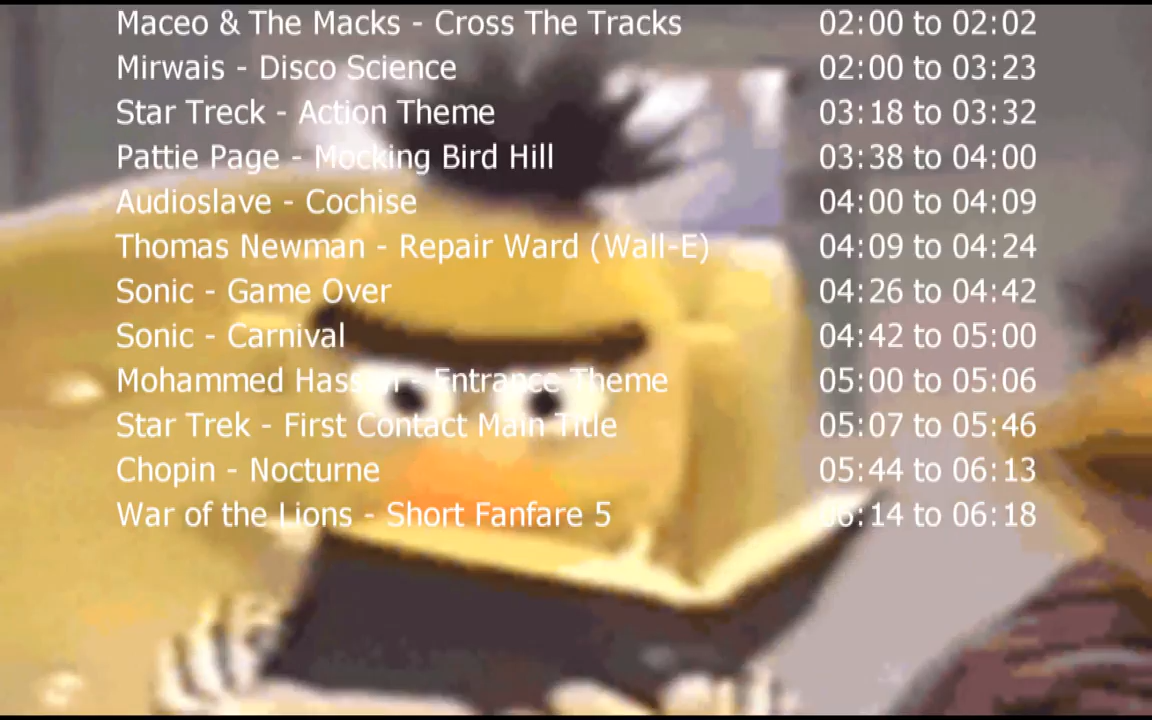 Maceo & The Macks - Cross The Tracks 02:00 to 02:02
Mirwais - Disco Science 02:00 to 03:23
Star Treck - Action Theme 03:18 to 03:32
Pattie Page - Mocking Bird Hill 03:38 to 04:00
Audioslave - Cochise 04:00 to 04:09
Thomas Newman - Repair Ward (Wall-E) 04:09 to 04:24
Sonic - Game Over 04:26 to 04:42
Sonic - Carnival 04:42 to 05:00
Mohammed Hassan - Entrance Theme 05:00 to 05:06
Star Trek - First Contact Main Title 05:07 to 05:46
Chopin - Nocturne 05:44 to 06:13
War of the Lions - Short Fanfare 5 06:14 to 06:18